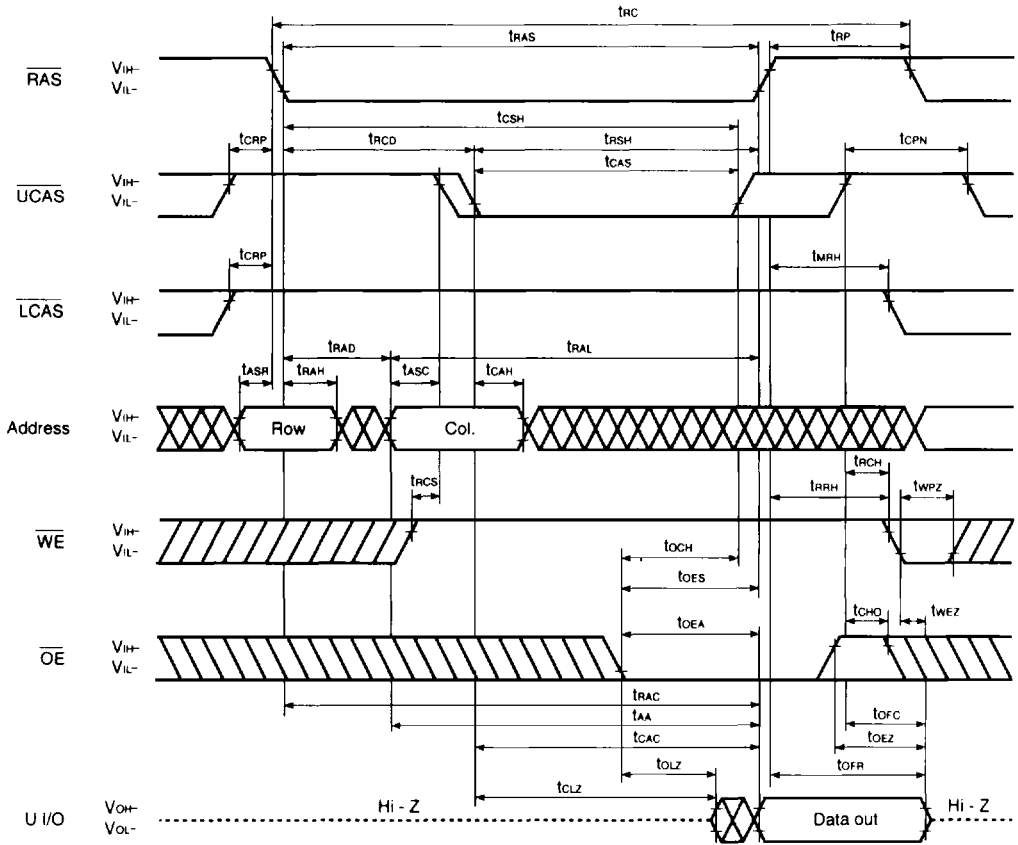 tRC
tRAS
tRP
RAS
VIH–
VIL–
tCSH
tCRP
tRCD
tRSH
tCPN
tCAS
UCAS
VIH–
VIL–
tCRP
tMRH
LCAS
VIH–
VIL–
tRAD
tRAL
tASR
tRAH
tASC
tCAH
Address
VIH–
VIL–
Row
Col.
tRCH
tRCS
tRRH
tWPZ
WE
VIH–
VIL–
tOCH
tOES
tCHO
tWEZ
tOEA
OE
VIH–
VIL–
tRAC
tAA
tOFC
tCAC
tOEZ
tOLZ
tOFR
tCLZ
U I/O
VOH–
VOL–
Hi - Z
Data out
Hi - Z